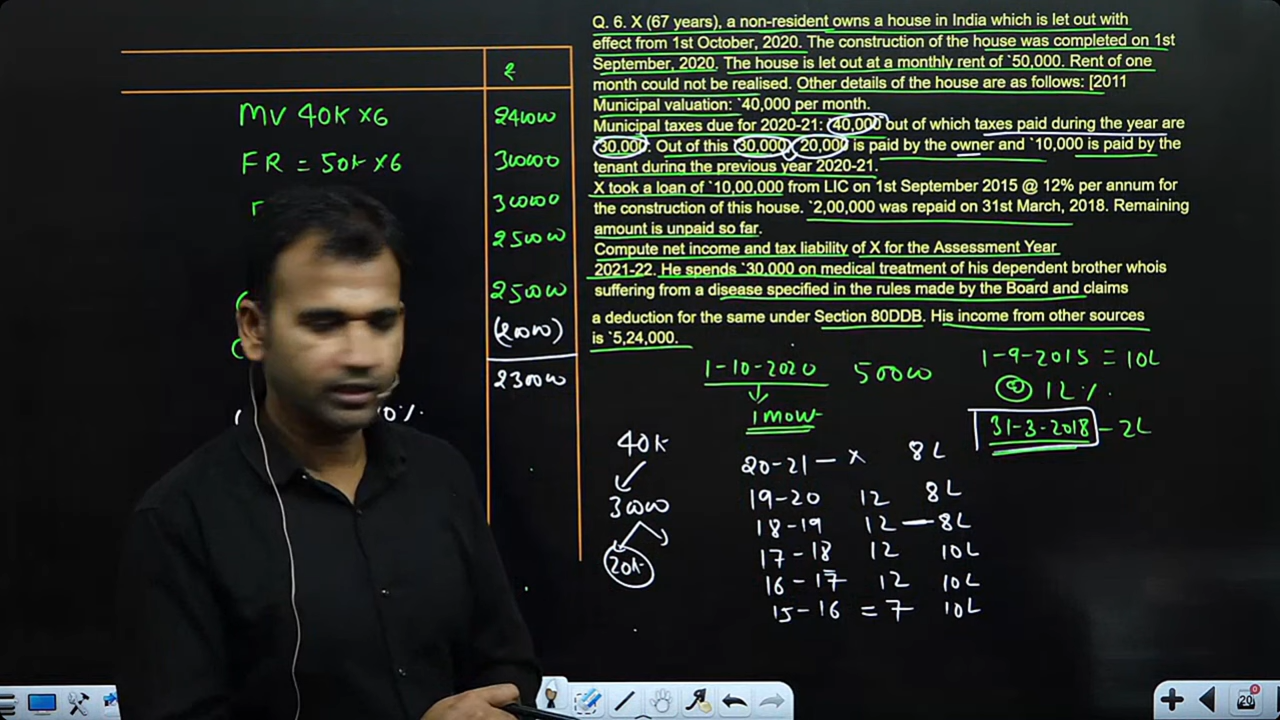 Q. 6. X (67 years), a non-resident owns a house in India which is let out with
effect from 1st October, 2020. The construction of the house was completed on 1st
September, 2020. The house is let out at a monthly rent of `50,000. Rent of one
month could not be realised. Other details of the house are as follows: [2011
Municipal valuation: `40,000 per month.
Municipal taxes due for 2020-21: `40,000 out of which taxes paid during the year are
`30,000. Out of this `30,000, `20,000 is paid by the owner and `10,000 is paid by the
tenant during the previous year 2020-21.
X took a loan of `10,00,000 from LIC on 1st September 2015 @ 12% per annum for
the construction of this house. `2,00,000 was repaid on 31st March, 2018. Remaining
amount is unpaid so far.
Compute net income and tax liability of X for the Assessment Year
2021-22. He spends `30,000 on medical treatment of his dependent brother whois
suffering from a disease specified in the rules made by the Board and claims
a deduction for the same under Section 80DDB. His income from other sources
is `5,24,000.
₹
MV 40K x6 240000
FR = 50K x6 300000
300000
250000
250000
(20000)
230000
0%.
1-10-2020 50000
1 mon
1-9-2015 = 10L
@ 12%.
31-3-2018 - 2L
40K
30000
20K
20-21 - x 8L
19-20 12 8L
18-19 12 - 8L
17-18 12 10L
16-17 12 10L
15-16 = 7 10L
20